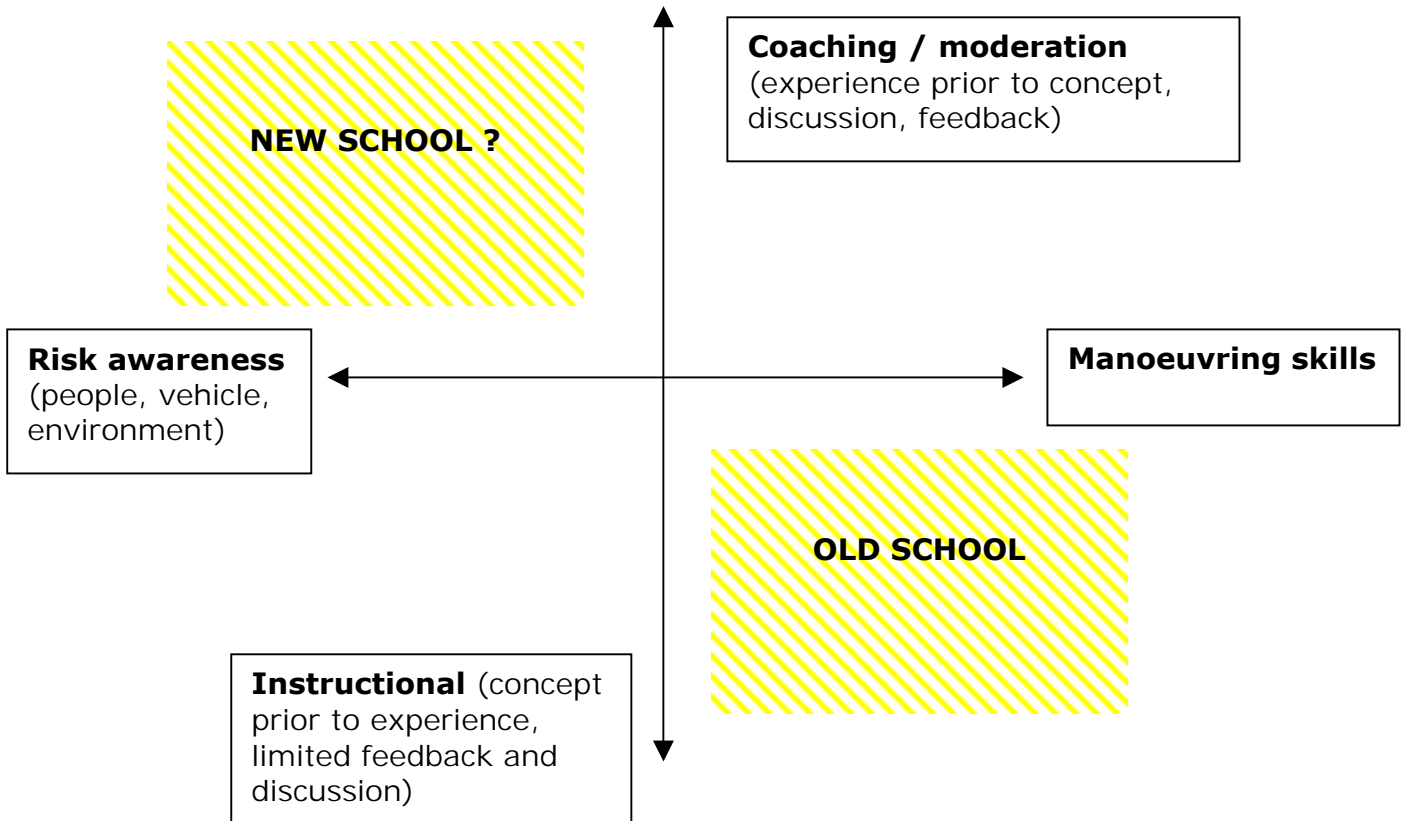 Coaching / moderation
(experience prior to concept,
discussion, feedback)
NEW SCHOOL ?
Risk awareness
(people, vehicle,
environment)
Manoeuvring skills
OLD SCHOOL
Instructional (concept
prior to experience,
limited feedback and
discussion)